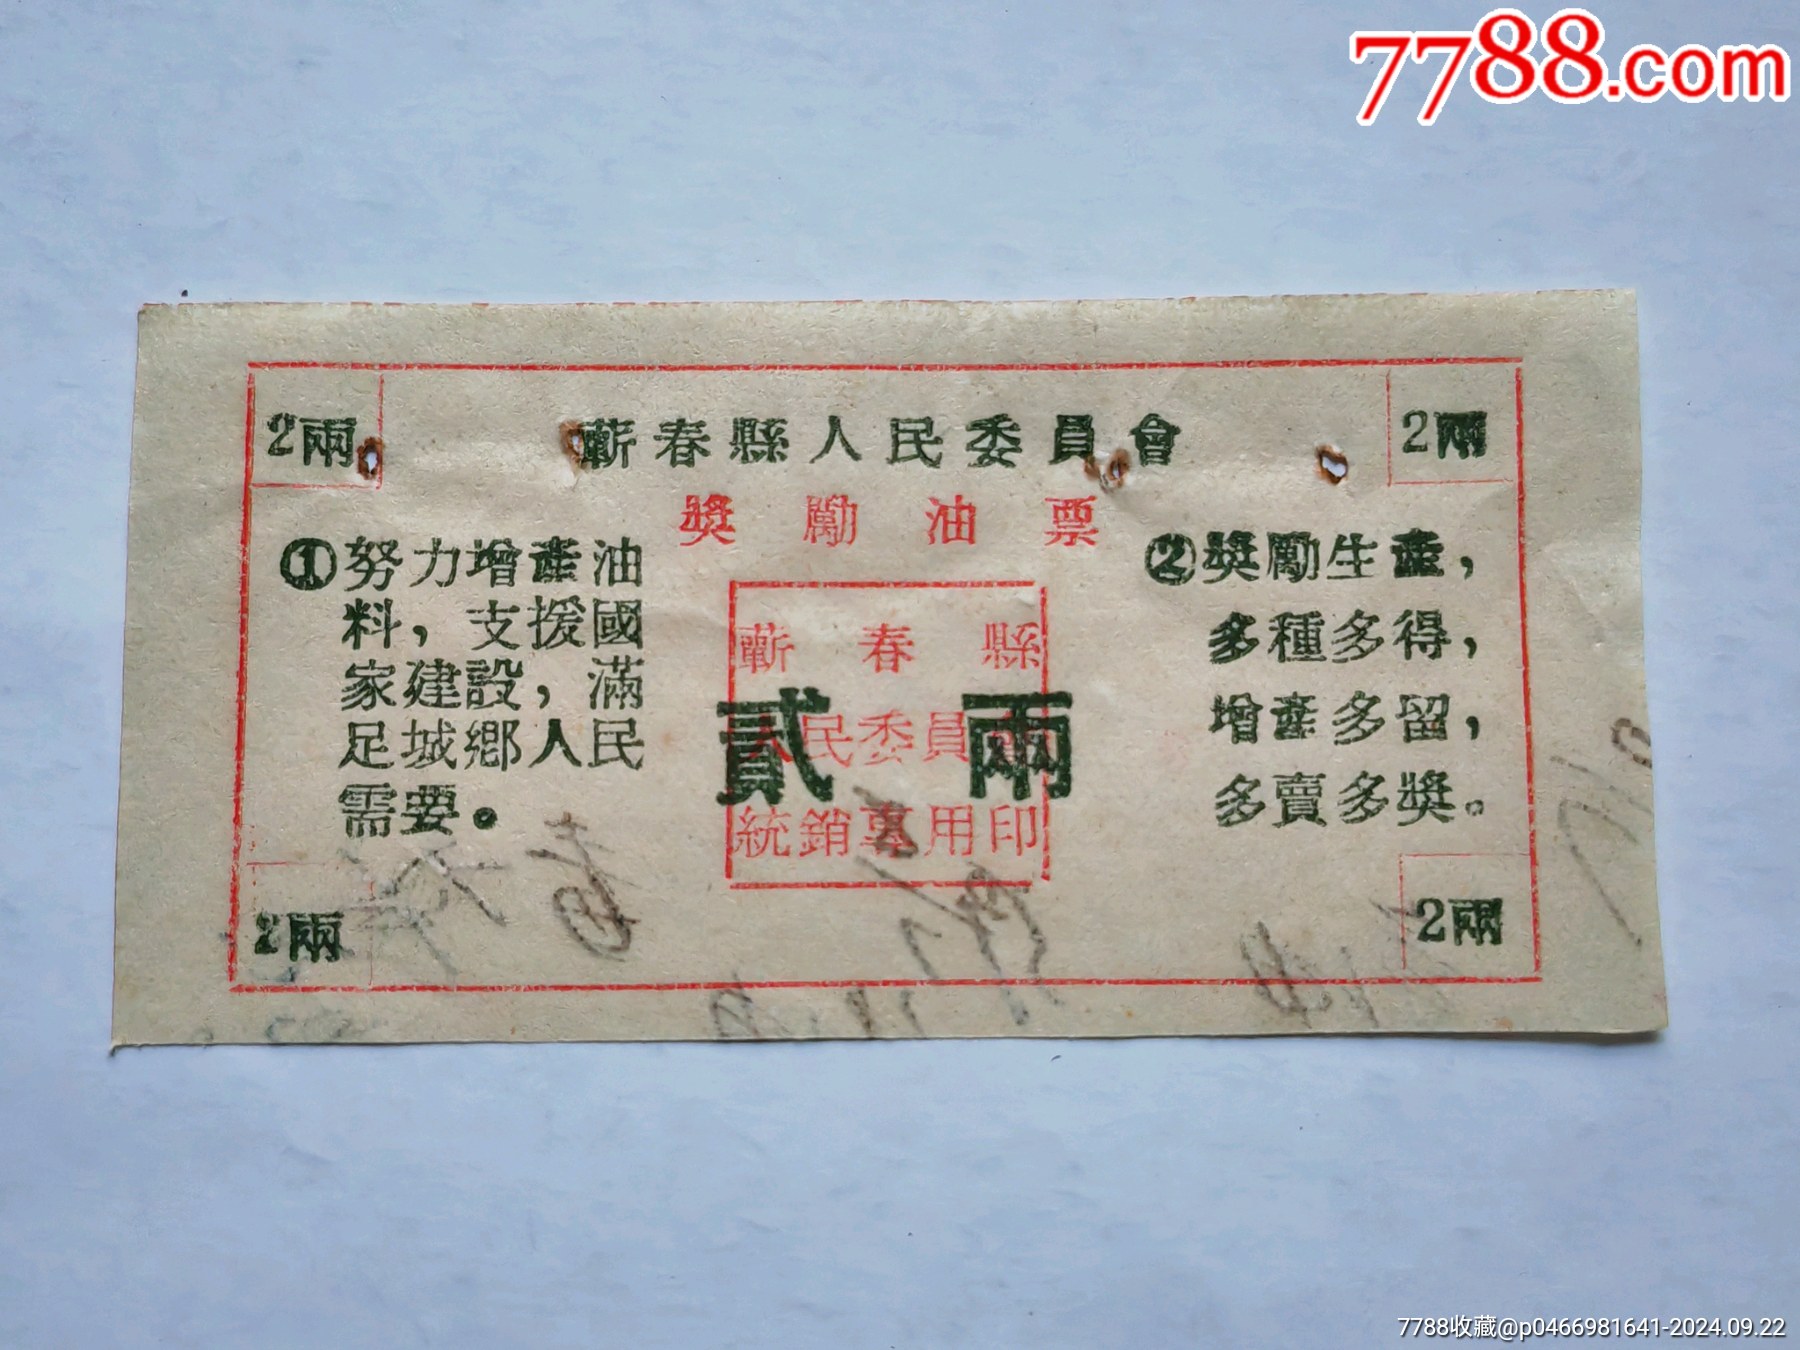 7788.com
2兩
蘄春縣人民委員會
2兩
獎勵油票
①努力增產油
料，支援國
家建設，滿
足城鄉人民
需要。
蘄春縣
人民委員會
統銷專用印
貳兩
②獎勵生產，
多種多得，
增產多留，
多賣多獎。
2兩
2兩
7788收藏@p0466981641-2024.09.22